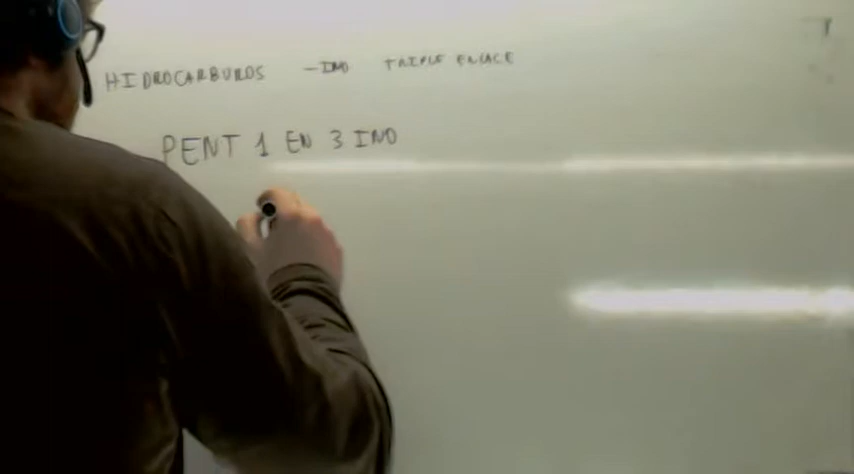 HIDROCARBUROS -INO TRIPLE ENLACE
PENT 1 EN 3 INO